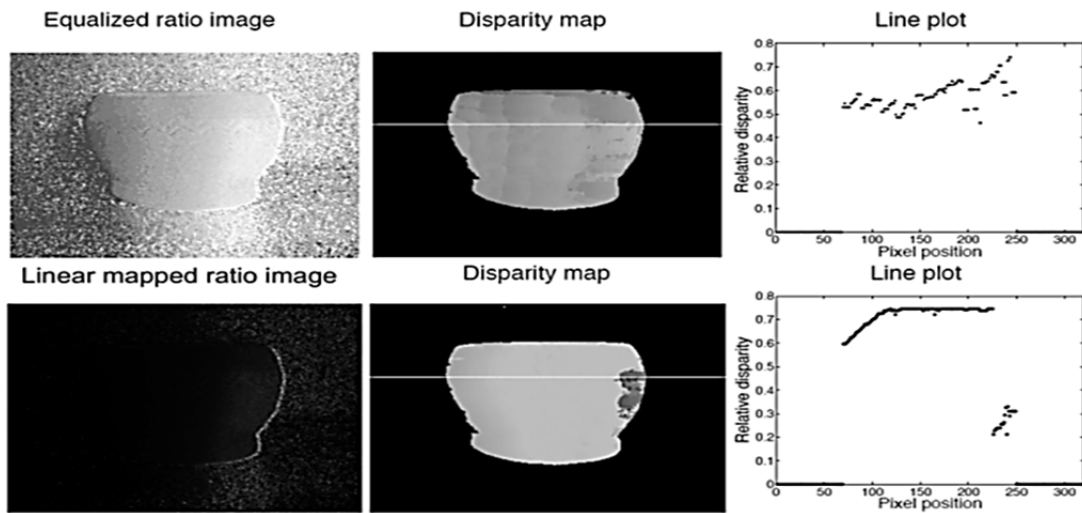 Equalized ratio image
Disparity map
Line plot
Relative disparity
0.8
0.7
0.6
0.5
0.4
0.3
0.2
0.1
0
0 50 100 150 200 250 300
Pixel position
Linear mapped ratio image
Disparity map
Line plot
Relative disparity
0.8
0.7
0.6
0.5
0.4
0.3
0.2
0.1
0
0 50 100 150 200 250 300
Pixel position